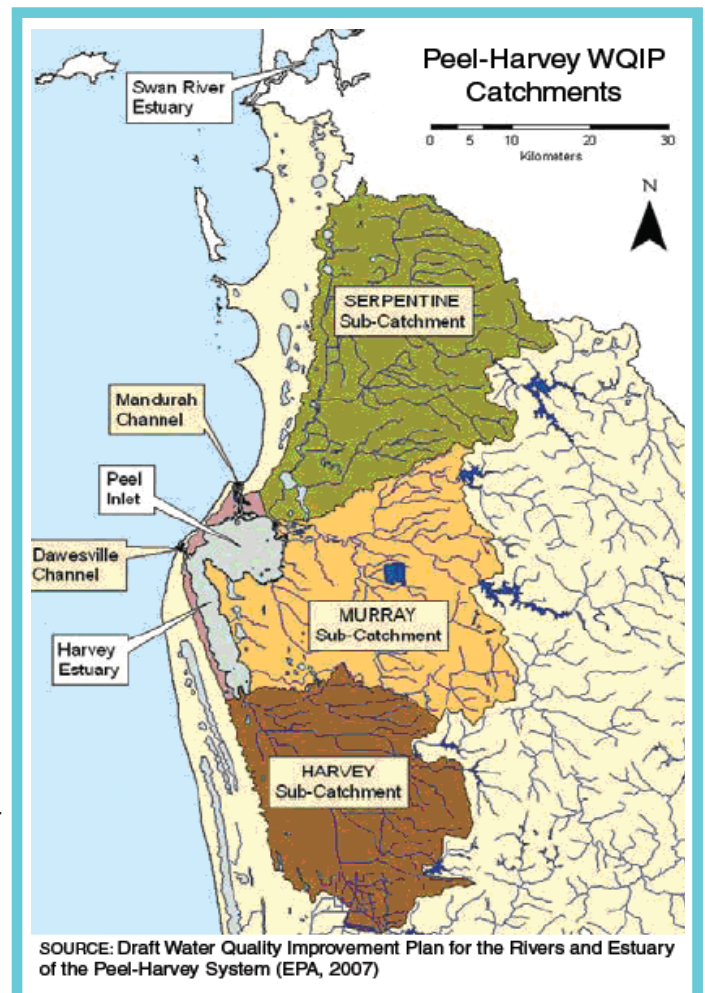 Peel-Harvey WQIP
Catchments
0 5 10 20 30
Kilometers
N
Swan River
Estuary
SERPENTINE
Sub-Catchment
Mandurah
Channel
Peel
Inlet
Dawesville
Channel
MURRAY
Sub-Catchment
Harvey
Estuary
HARVEY
Sub-Catchment
SOURCE: Draft Water Quality Improvement Plan for the Rivers and Estuary
of the Peel-Harvey System (EPA, 2007)